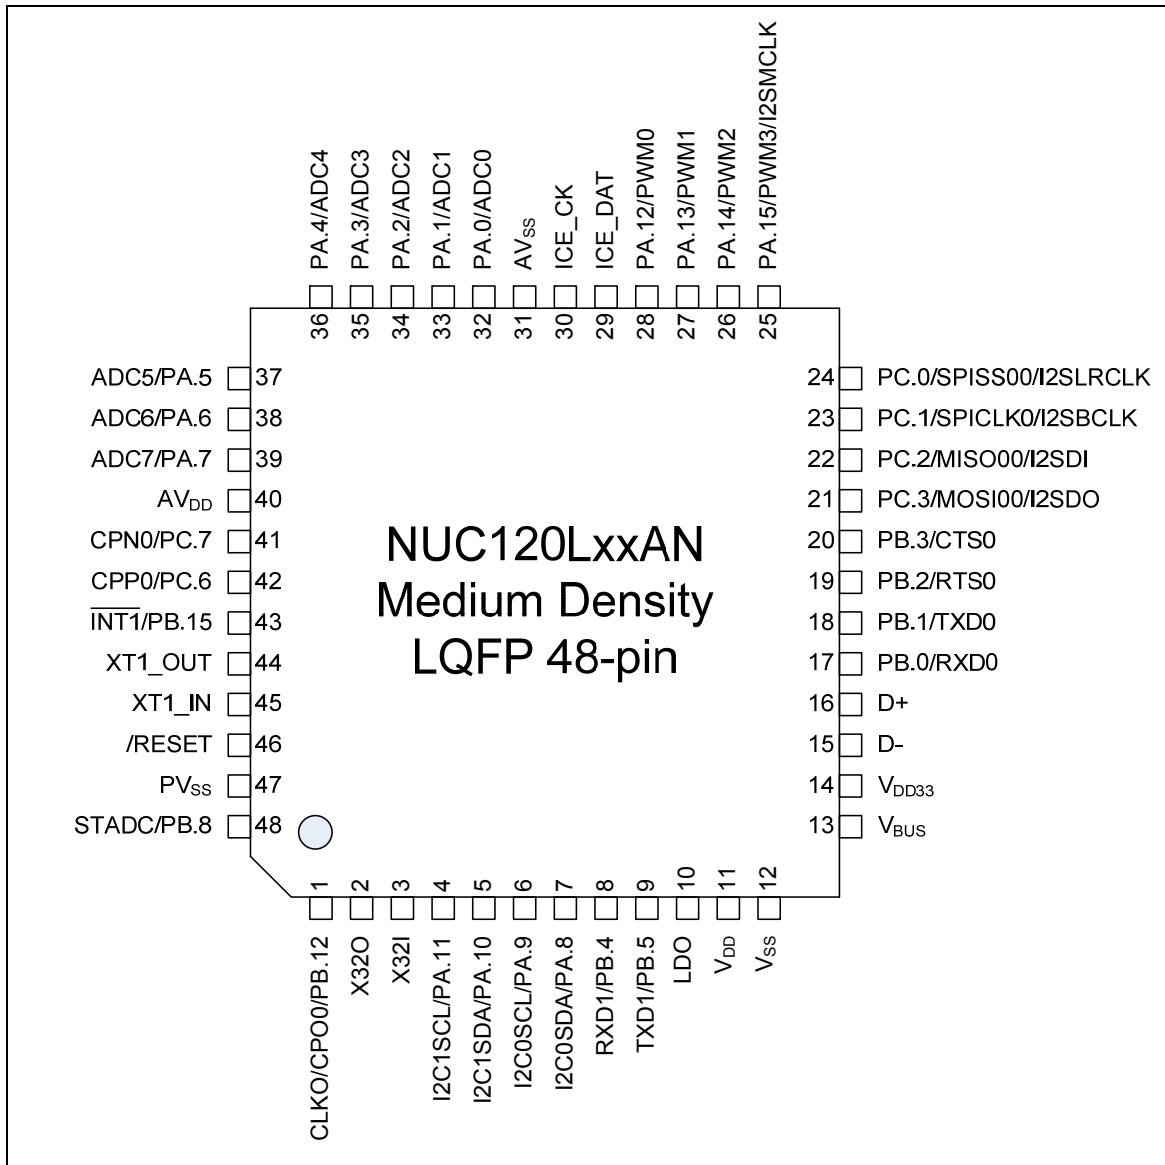 PA.4/ADC4
PA.3/ADC3
PA.2/ADC2
PA.1/ADC1
PA.0/ADC0
AVSS
ICE_CK
ICE_DAT
PA.12/PWM0
PA.13/PWM1
PA.14/PWM2
PA.15/PWM3/I2SMCLK
36
35
34
33
32
31
30
29
28
27
26
25
ADC5/PA.5 37
ADC6/PA.6 38
ADC7/PA.7 39
AVDD 40
CPN0/PC.7 41
CPP0/PC.6 42
INT1/PB.15 43
XT1_OUT 44
XT1_IN 45
/RESET 46
PVSS 47
STADC/PB.8 48
NUC120LxxAN
Medium Density
LQFP 48-pin
24 PC.0/SPISS00/I2SLRCLK
23 PC.1/SPICLK0/I2SBCLK
22 PC.2/MISO00/I2SDI
21 PC.3/MOSI00/I2SDO
20 PB.3/CTS0
19 PB.2/RTS0
18 PB.1/TXD0
17 PB.0/RXD0
16 D+
15 D-
14 VDD33
13 VBUS
1
2
3
4
5
6
7
8
9
10
11
12
CLKO/CPO0/PB.12
X32O
X32I
I2C1SCL/PA.11
I2C1SDA/PA.10
I2C0SCL/PA.9
I2C0SDA/PA.8
RXD1/PB.4
TXD1/PB.5
LDO
VDD
VSS